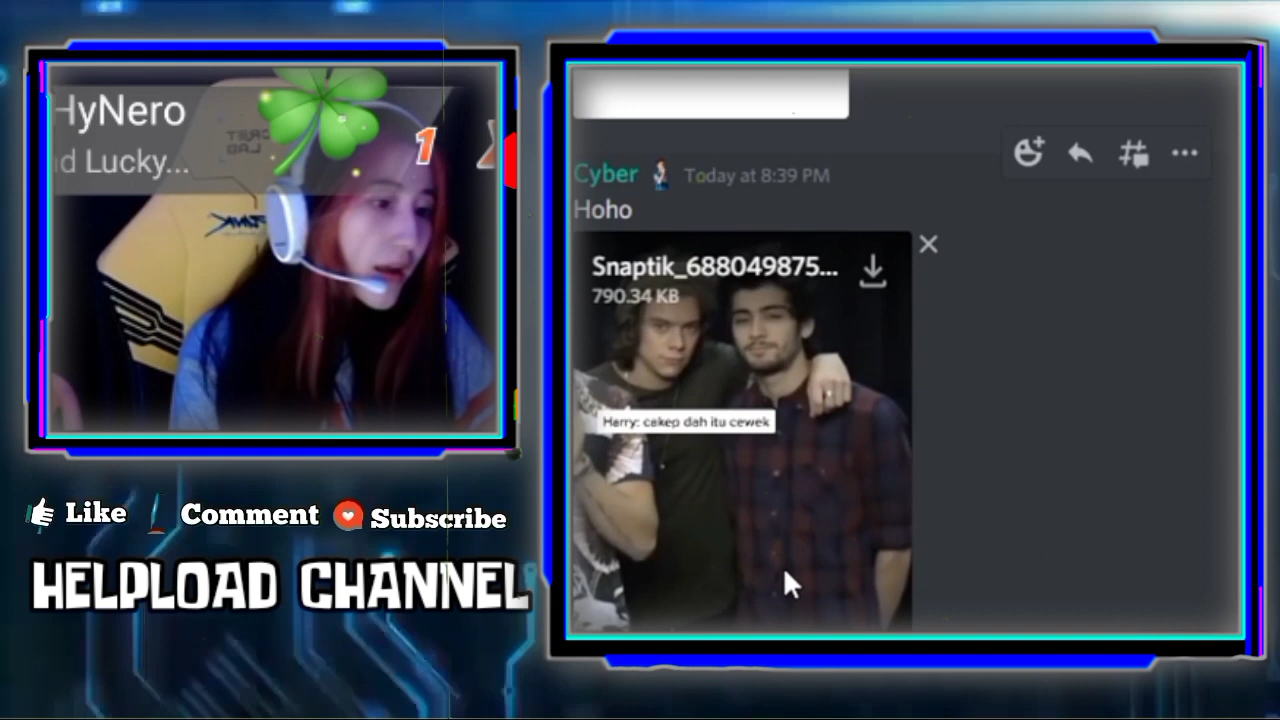 HyNero
d Lucky...
1
Like
Comment
Subscribe
HELPLOAD CHANNEL
Cyber
Today at 8:39 PM
Hoho
Snaptik_688049875...
790.34 KB
Harry: cakep dah itu cewek